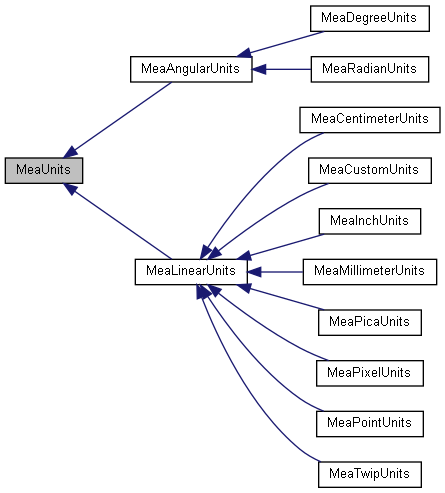 MeaDegreeUnits
MeaAngularUnits
MeaRadianUnits
MeaCentimeterUnits
MeaUnits
MeaCustomUnits
MeaInchUnits
MeaLinearUnits
MeaMillimeterUnits
MeaPicaUnits
MeaPixelUnits
MeaPointUnits
MeaTwipUnits